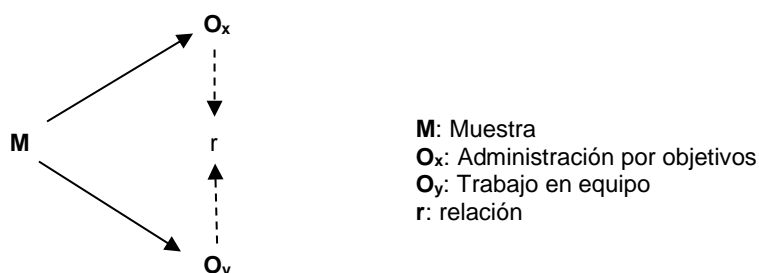 Oₓ
M
r
Oᵧ
M: Muestra
Oₓ: Administración por objetivos
Oᵧ: Trabajo en equipo
r: relación